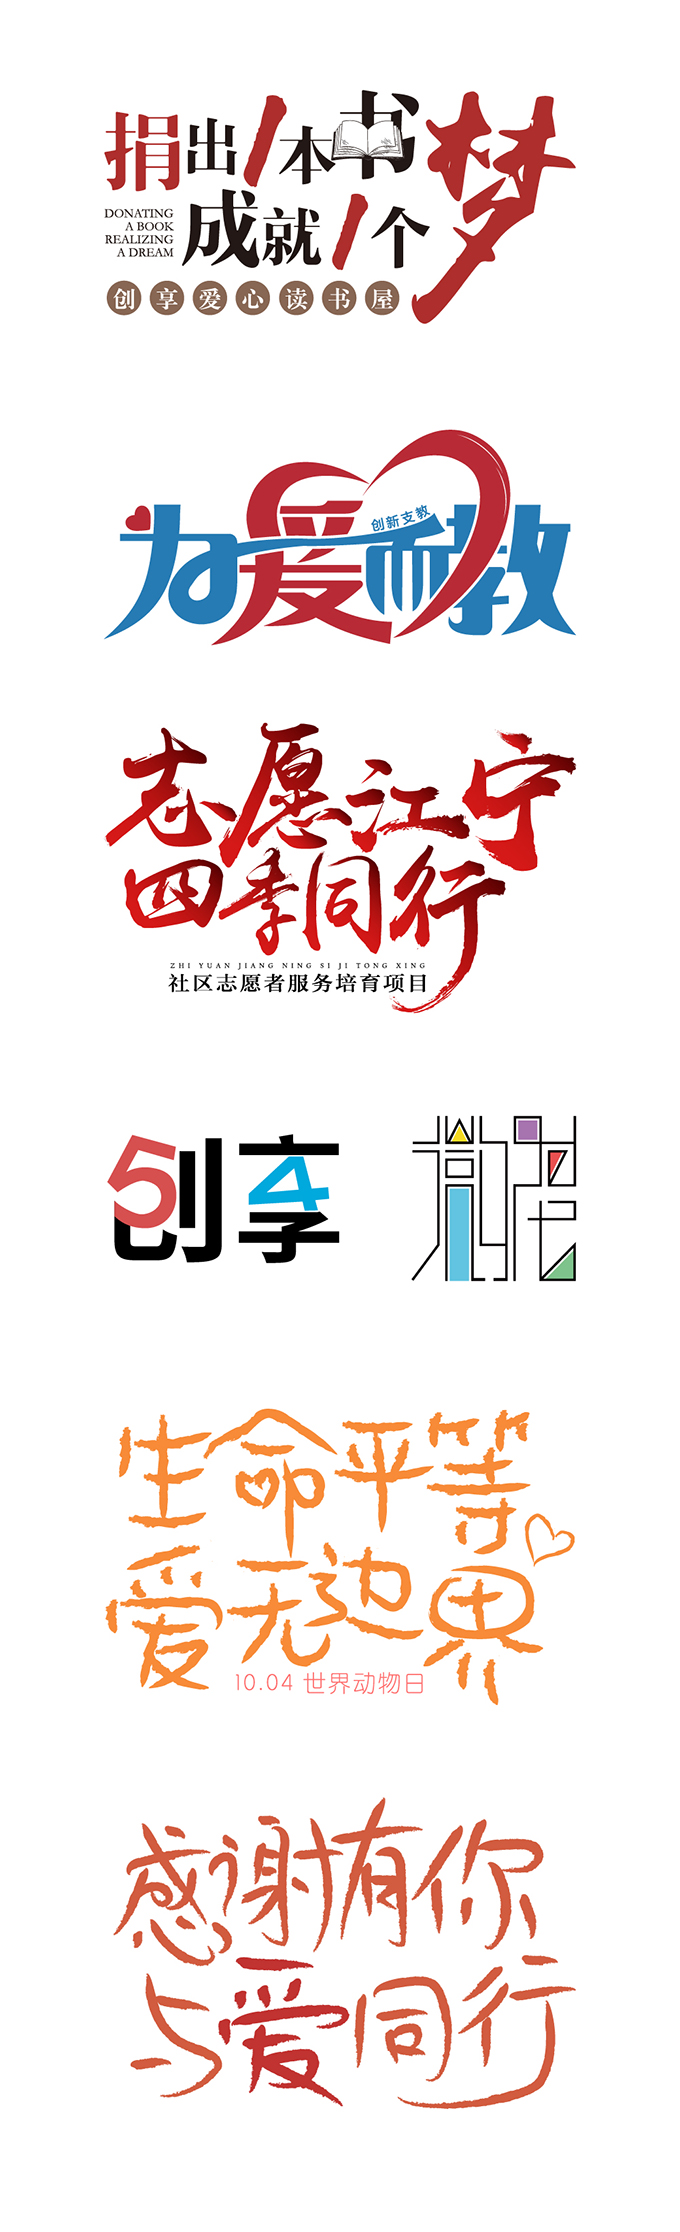 捐出1本书
成就1个梦
DONATING
A BOOK
REALIZING
A DREAM
创享爱心读书屋
为爱而教
创新支教
志愿江宁
四季同行
ZHI YUAN JIANG NING SI JI TONG XING
社区志愿者服务培育项目
创享
54
生命平等
爱无边界
10.04 世界动物日
感谢有你
与爱同行